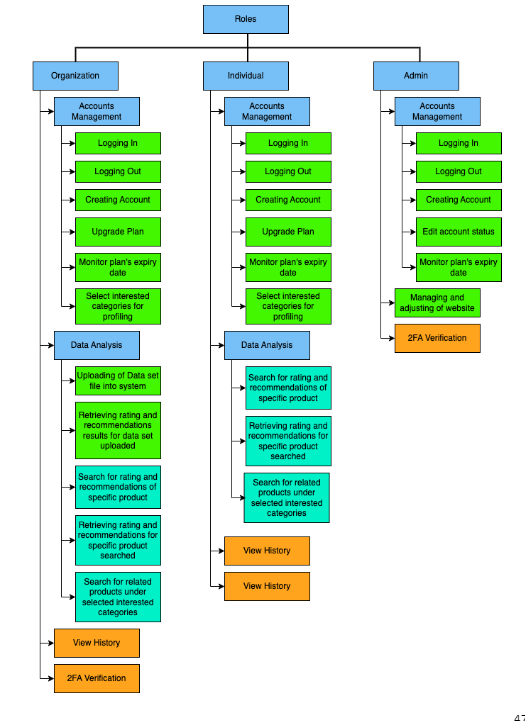 Roles
Organization
Accounts
Management
Logging In
Logging Out
Creating Account
Upgrade Plan
Monitor plan's expiry
date
Select interested
categories for
profiling
Data Analysis
Uploading of Data set
file into system
Retrieving rating and
recommendations
results for data set
uploaded
Search for rating and
recommendations of
specific product
Retrieving rating and
recommendations for
specific product
searched
Search for related
products under
selected interested
categories
View History
2FA Verification
Individual
Accounts
Management
Logging In
Logging Out
Creating Account
Upgrade Plan
Monitor plan's expiry
date
Select interested
categories for
profiling
Data Analysis
Search for rating and
recommendations of
specific product
Retrieving rating and
recommendations for
specific product
searched
Search for related
products under
selected interested
categories
View History
View History
Admin
Accounts
Management
Logging In
Logging Out
Creating Account
Edit account status
Monitor plan's expiry
date
Managing and
adjusting of website
2FA Verification
47